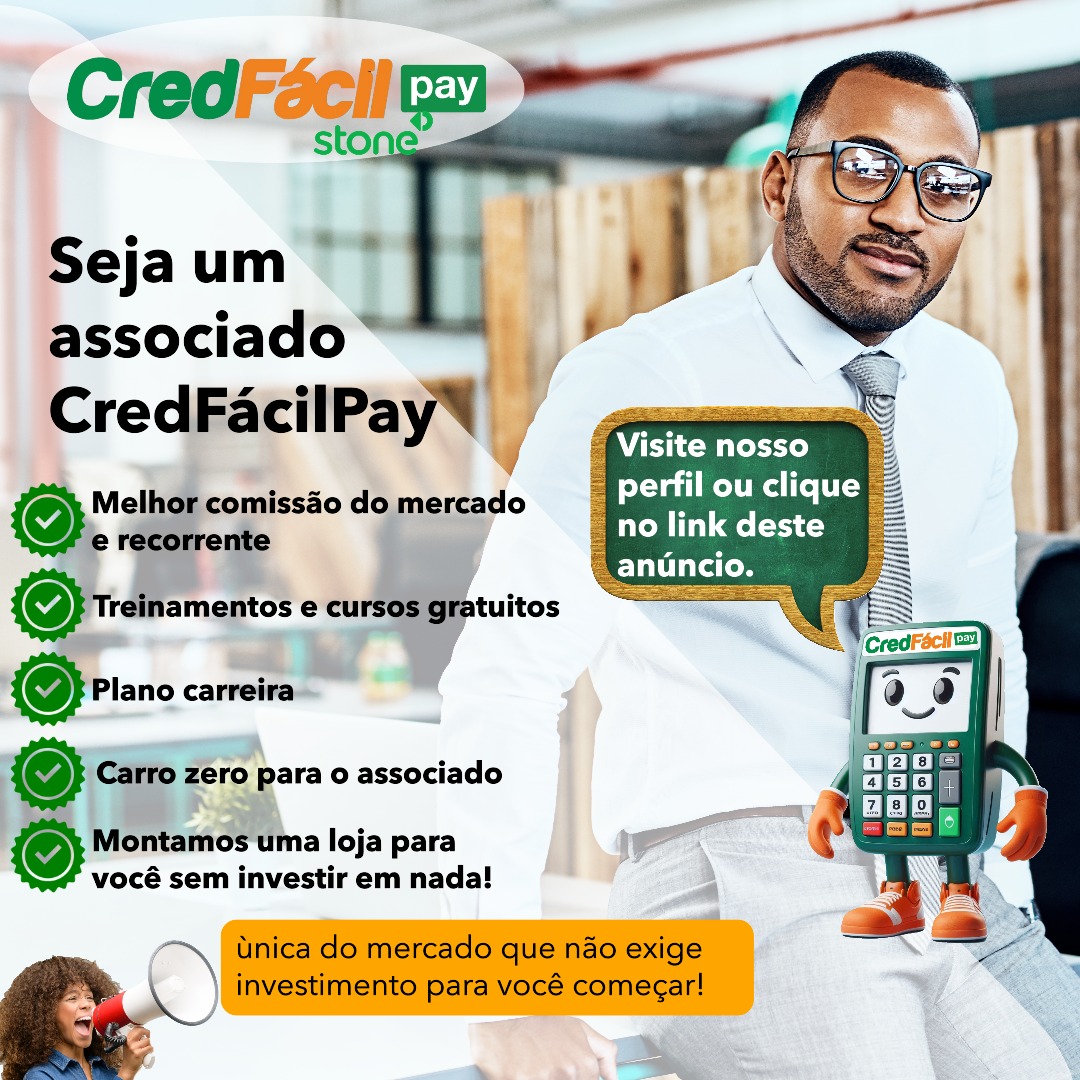 CredFácil pay
stone
Seja um
associado
CredFácilPay
Melhor comissão do mercado
e recorrente
Treinamentos e cursos gratuitos
Plano carreira
Carro zero para o associado
Montamos uma loja para
você sem investir em nada!
Visite nosso
perfil ou clique
no link deste
anúncio.
CredFácil pay
1 2 8
4 5 6
7 8 0
ùnica do mercado que não exige
investimento para você começar!